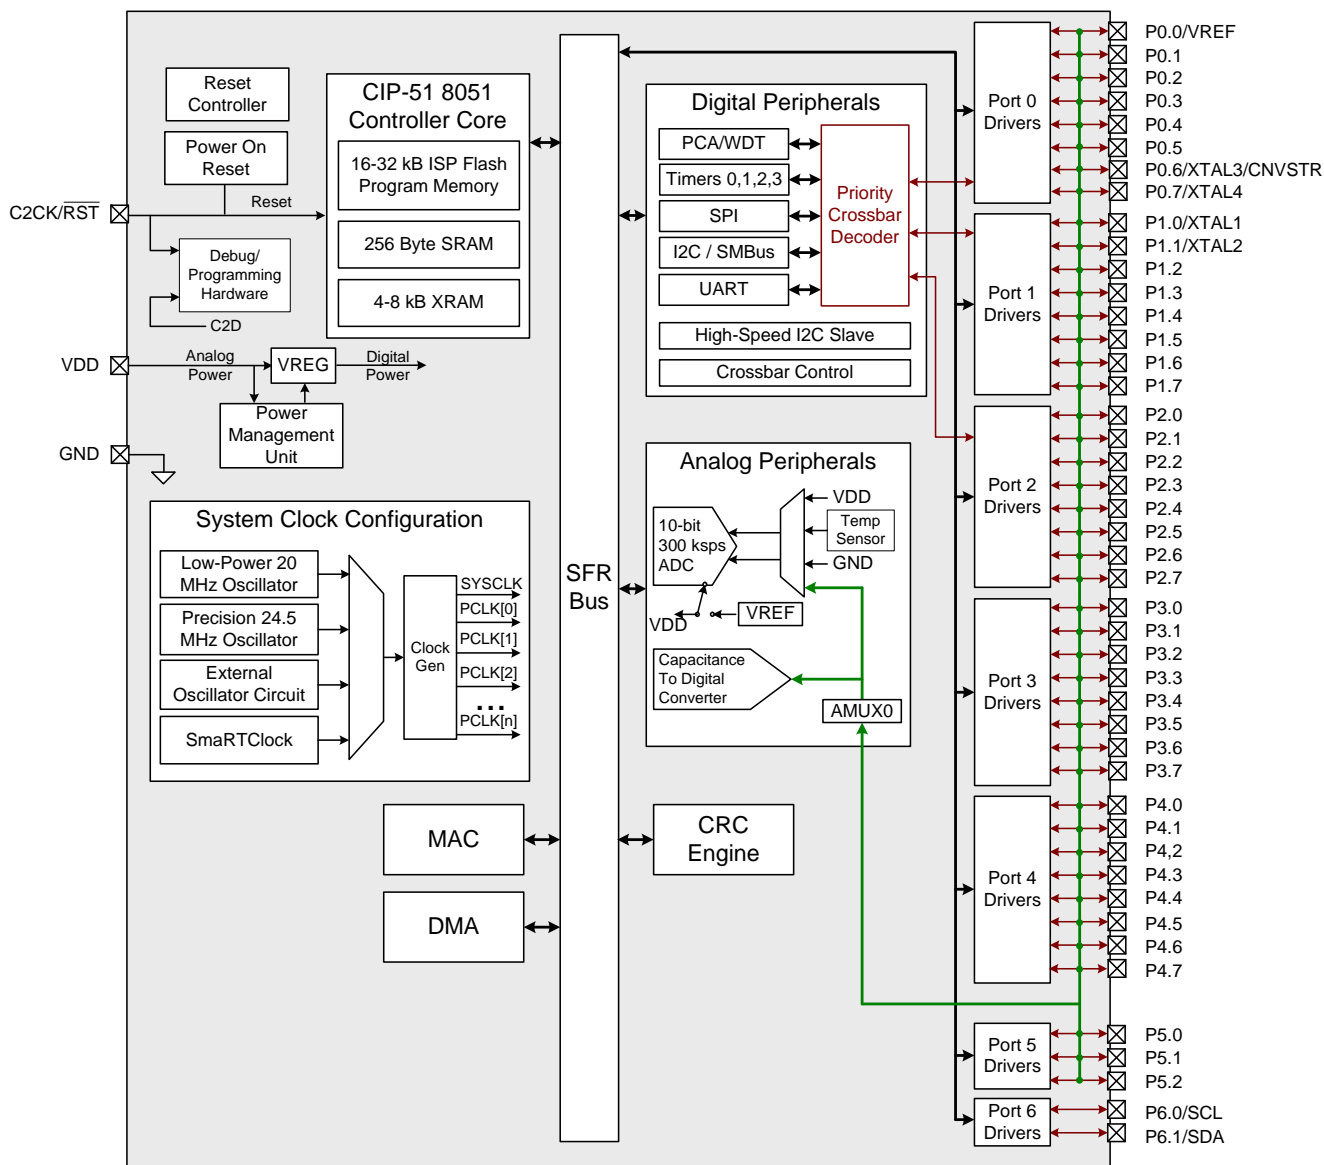 Reset
Controller
Power On
Reset
C2CK/RST
Reset
Debug/
Programming
Hardware
C2D
CIP-51 8051
Controller Core
16-32 kB ISP Flash
Program Memory
256 Byte SRAM
4-8 kB XRAM
VDD
Analog
Power
VREG
Digital
Power
Power
Management
Unit
GND
System Clock Configuration
Low-Power 20
MHz Oscillator
Precision 24.5
MHz Oscillator
External
Oscillator Circuit
SmaRTClock
Clock
Gen
SYSCLK
PCLK[0]
PCLK[1]
PCLK[2]
...
PCLK[n]
MAC
DMA
SFR
Bus
CRC
Engine
Digital Peripherals
PCA/WDT
Timers 0,1,2,3
SPI
I2C / SMBus
UART
Priority
Crossbar
Decoder
High-Speed I2C Slave
Crossbar Control
Analog Peripherals
10-bit
300 ksps
ADC
VDD
Temp
Sensor
GND
VDD
VREF
Capacitance
To Digital
Converter
AMUX0
Port 0
Drivers
Port 1
Drivers
Port 2
Drivers
Port 3
Drivers
Port 4
Drivers
Port 5
Drivers
Port 6
Drivers
P0.0/VREF
P0.1
P0.2
P0.3
P0.4
P0.5
P0.6/XTAL3/CNVSTR
P0.7/XTAL4
P1.0/XTAL1
P1.1/XTAL2
P1.2
P1.3
P1.4
P1.5
P1.6
P1.7
P2.0
P2.1
P2.2
P2.3
P2.4
P2.5
P2.6
P2.7
P3.0
P3.1
P3.2
P3.3
P3.4
P3.5
P3.6
P3.7
P4.0
P4.1
P4,2
P4.3
P4.4
P4.5
P4.6
P4.7
P5.0
P5.1
P5.2
P6.0/SCL
P6.1/SDA